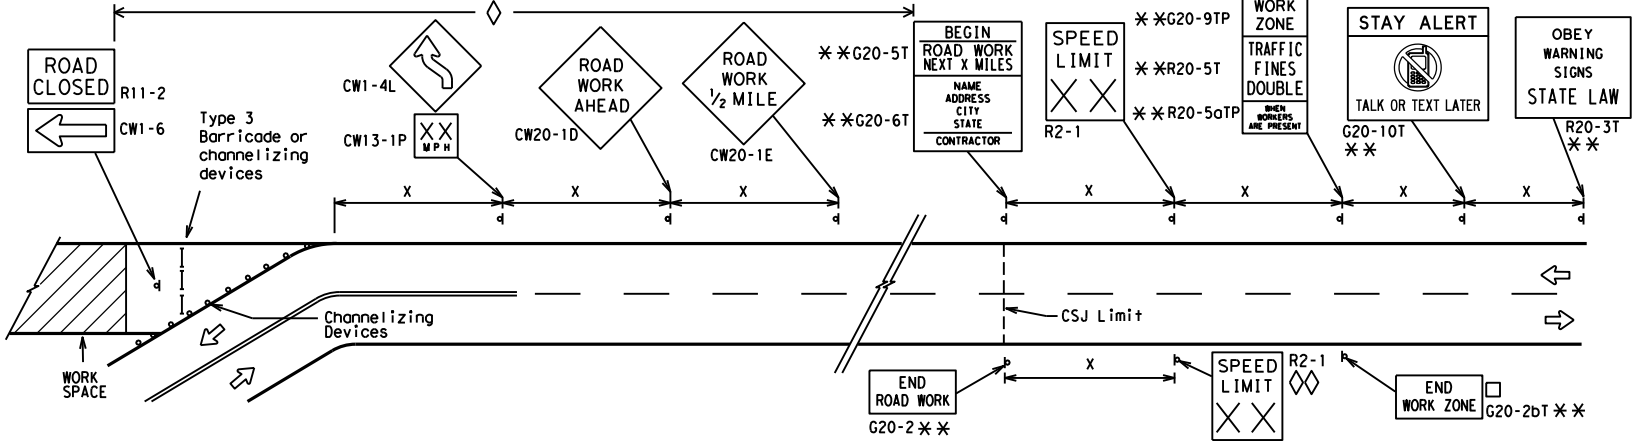 ROAD
CLOSED
R11-2
CW1-6
Type 3
Barricade or
channelizing
devices
CW1-4L
XX
MPH
CW13-1P
ROAD
WORK
AHEAD
CW20-1D
ROAD
WORK
1/2 MILE
CW20-1E
* *G20-5T
* *G20-6T
BEGIN
ROAD WORK
NEXT X MILES
NAME
ADDRESS
CITY
STATE
CONTRACTOR
SPEED
LIMIT
X X
R2-1
* *G20-9TP
* *R20-5T
* *R20-5aTP
WORK
ZONE
TRAFFIC
FINES
DOUBLE
WHEN
WORKERS
ARE PRESENT
STAY ALERT
TALK OR TEXT LATER
G20-10T
* *
OBEY
WARNING
SIGNS
STATE LAW
R20-3T
* *
X
X
X
X
X
X
X
Channelizing
Devices
CSJ Limit
WORK
SPACE
X
END
ROAD WORK
G20-2 * *
SPEED
LIMIT
X X
R2-1
END
WORK ZONE
G20-2bT * *